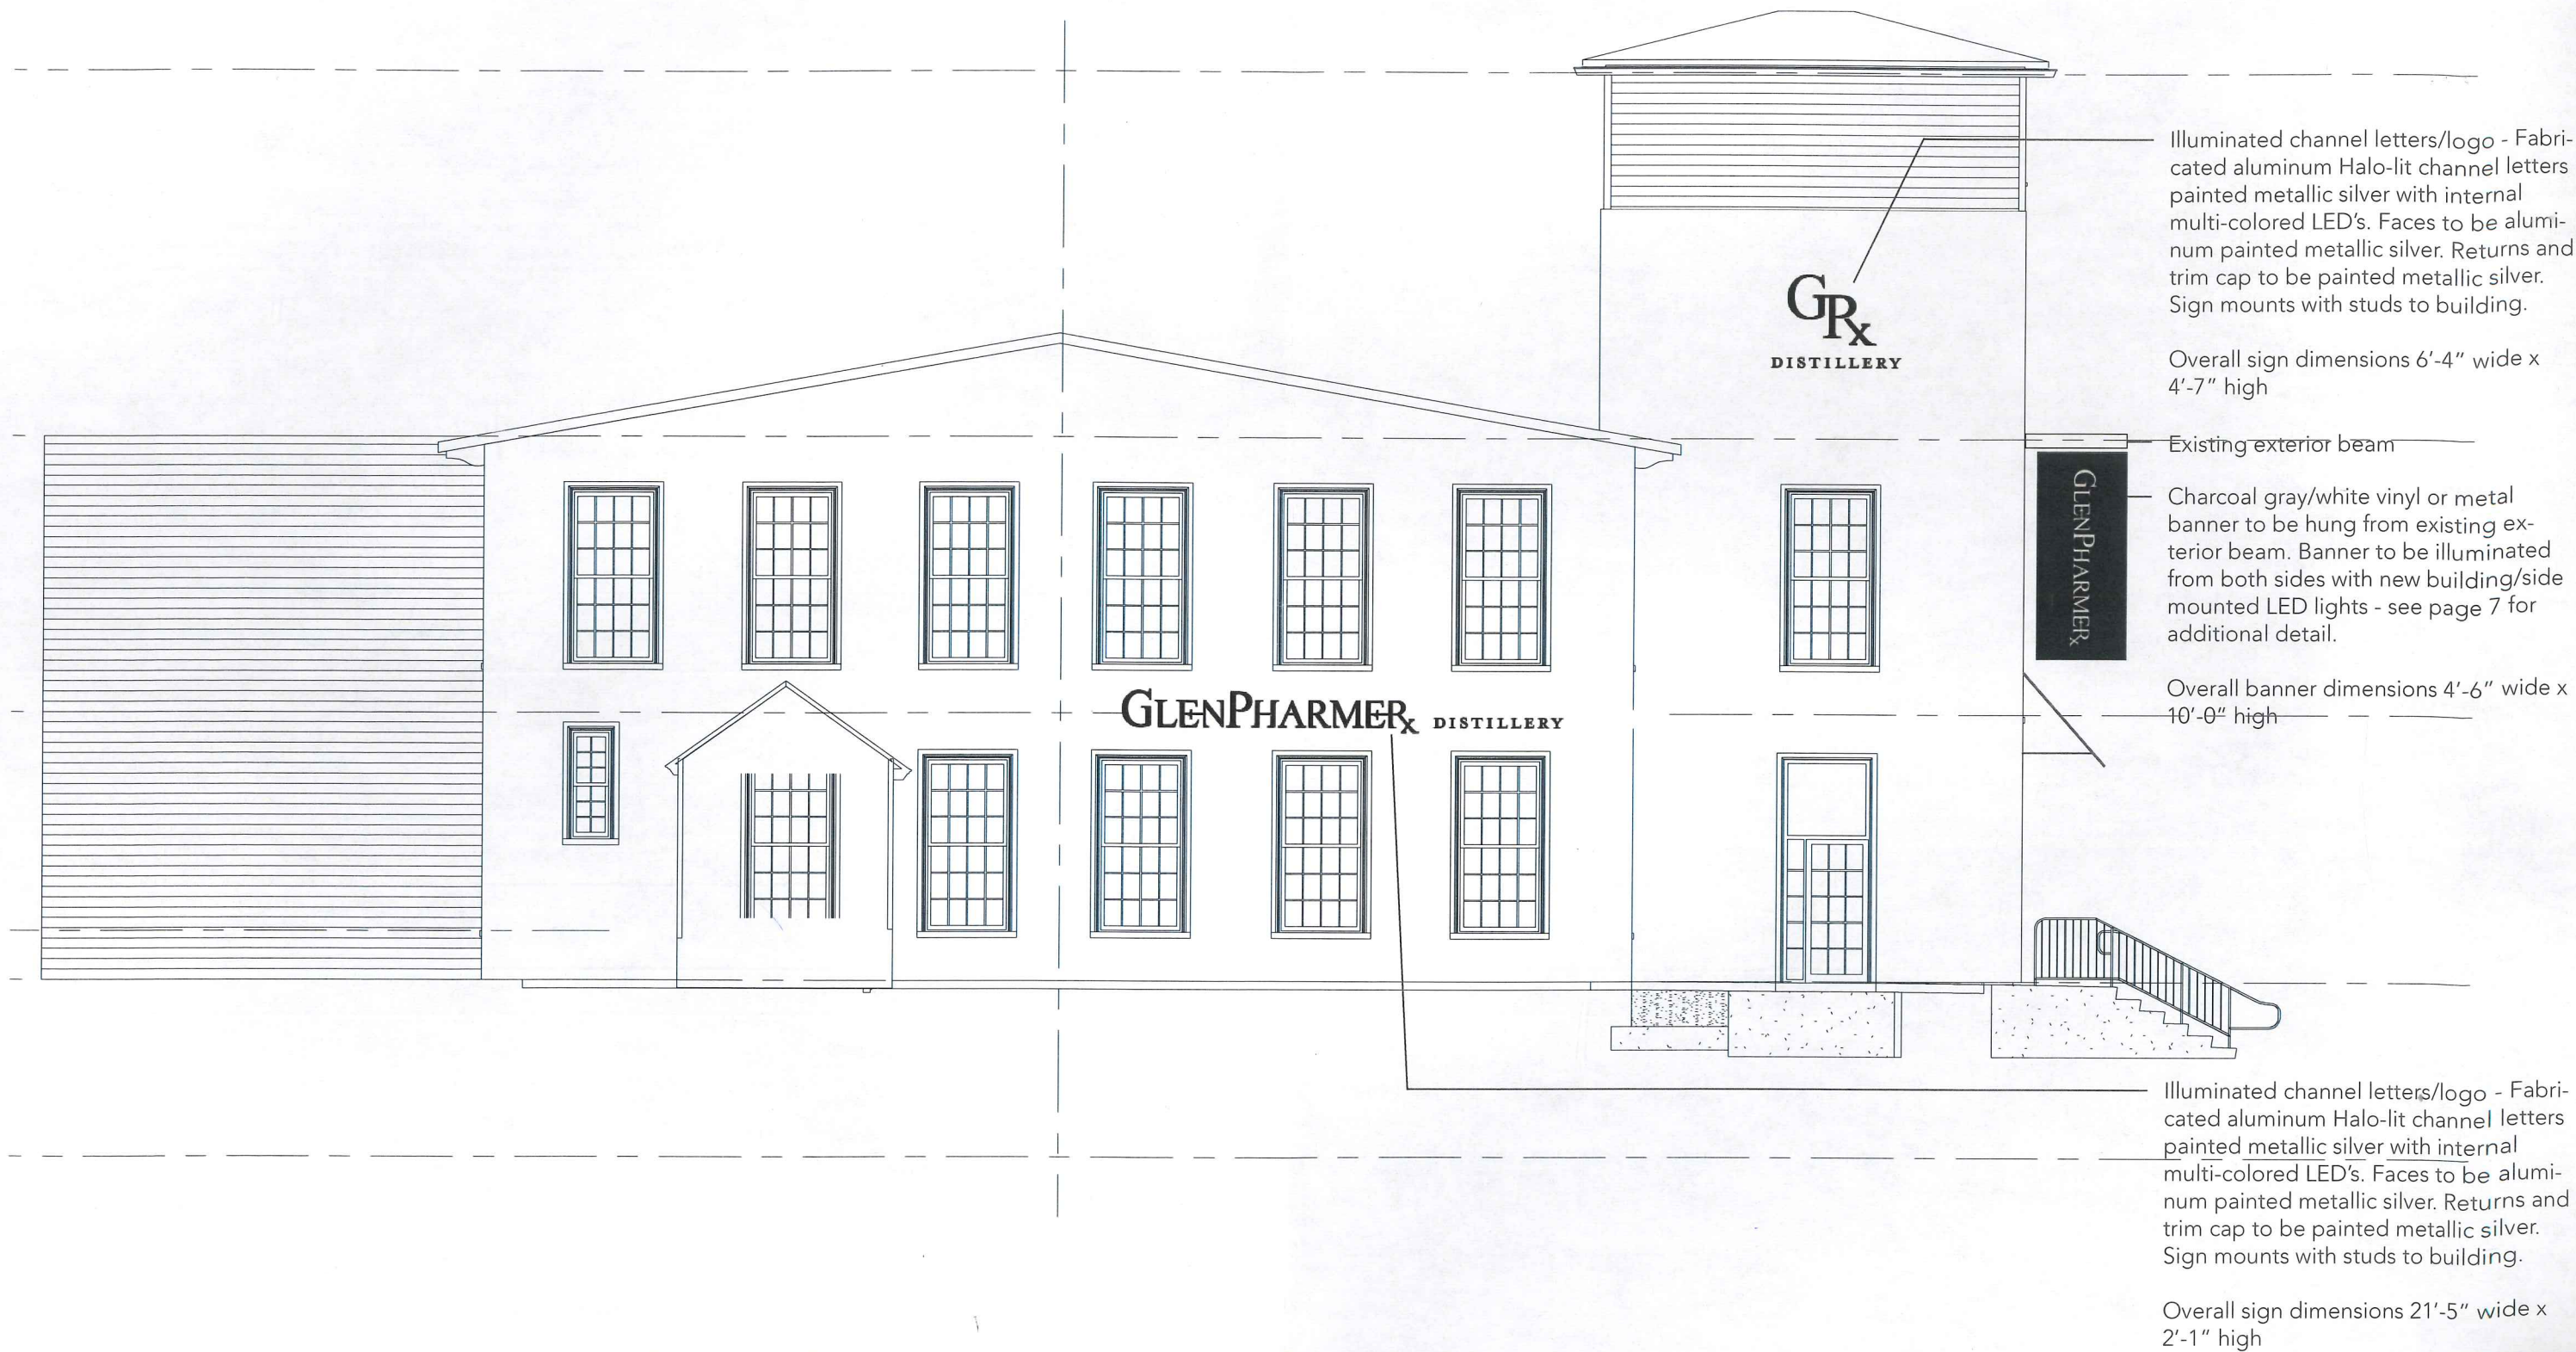 Illuminated channel letters/logo - Fabri-
cated aluminum Halo-lit channel letters
painted metallic silver with internal
multi-colored LED's. Faces to be alumi-
num painted metallic silver. Returns and
trim cap to be painted metallic silver.
Sign mounts with studs to building.
Overall sign dimensions 6'-4" wide x
4'-7" high
GRx
DISTILLERY
Existing exterior beam
GLENPHARMERx
Charcoal gray/white vinyl or metal
banner to be hung from existing ex-
terior beam. Banner to be illuminated
from both sides with new building/side
mounted LED lights - see page 7 for
additional detail.
Overall banner dimensions 4'-6" wide x
10'-0" high
GLENPHARMERx DISTILLERY
Illuminated channel letters/logo - Fabri-
cated aluminum Halo-lit channel letters
painted metallic silver with internal
multi-colored LED's. Faces to be alumi-
num painted metallic silver. Returns and
trim cap to be painted metallic silver.
Sign mounts with studs to building.
Overall sign dimensions 21'-5" wide x
2'-1" high